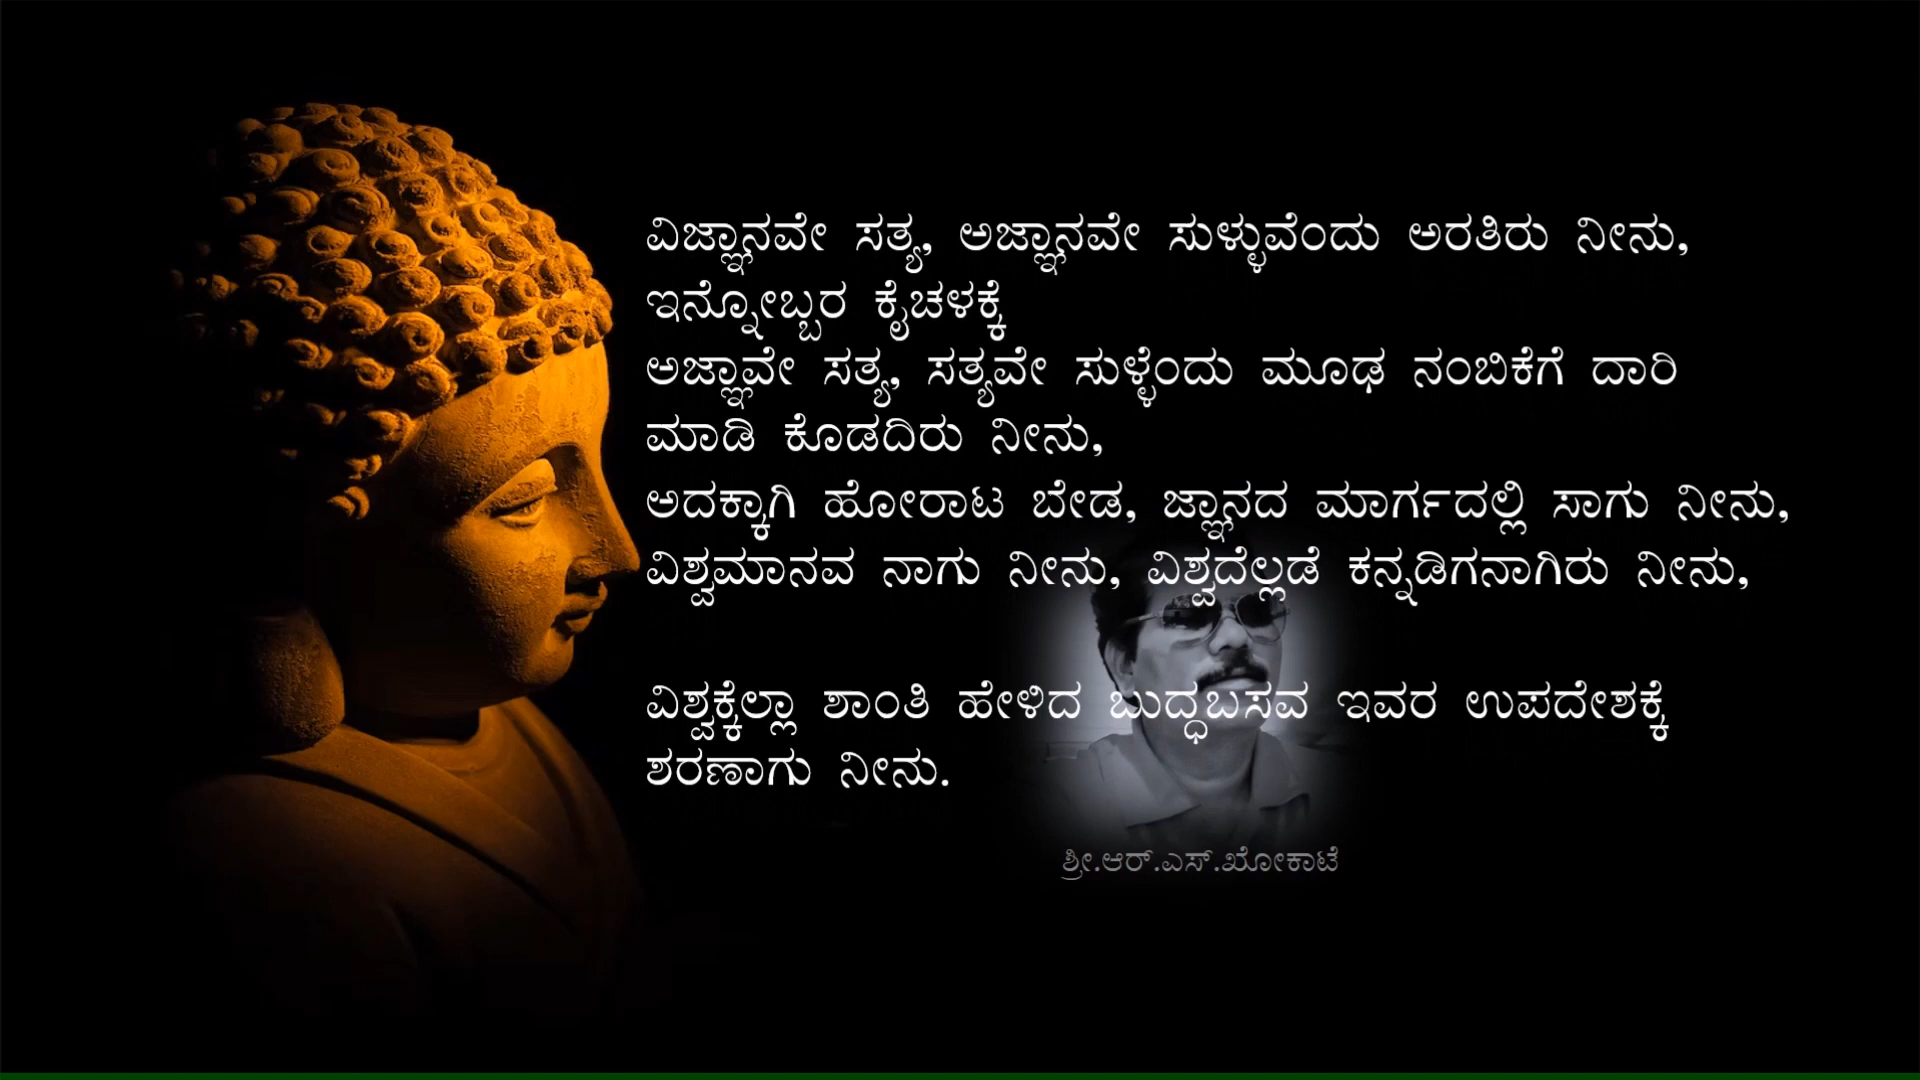 ವಿಜ್ಞಾನವೇ ಸತ್ಯ, ಅಜ್ಞಾನವೇ ಸುಳ್ಳುವೆಂದು ಅರತಿರು ನೀನು,
ಇನ್ನೋಬ್ಬರ ಕೈಚಳಕ್ಕೆ
ಅಜ್ಞಾವೇ ಸತ್ಯ, ಸತ್ಯವೇ ಸುಳ್ಳೆಂದು ಮೂಢ ನಂಬಿಕೆಗೆ ದಾರಿ
ಮಾಡಿ ಕೊಡದಿರು ನೀನು,
ಅದಕ್ಕಾಗಿ ಹೋರಾಟ ಬೇಡ, ಜ್ಞಾನದ ಮಾರ್ಗದಲ್ಲಿ ಸಾಗು ನೀನು,
ವಿಶ್ವಮಾನವ ನಾಗು ನೀನು, ವಿಶ್ವದೆಲ್ಲಡೆ ಕನ್ನಡಿಗನಾಗಿರು ನೀನು,
ವಿಶ್ವಕ್ಕೆಲ್ಲಾ ಶಾಂತಿ ಹೇಳಿದ ಬುದ್ಧಬಸವ ಇವರ ಉಪದೇಶಕ್ಕೆ
ಶರಣಾಗು ನೀನು.
ಶ್ರೀ.ಆರ್.ಎಸ್.ಖೋಕಾಟೆ